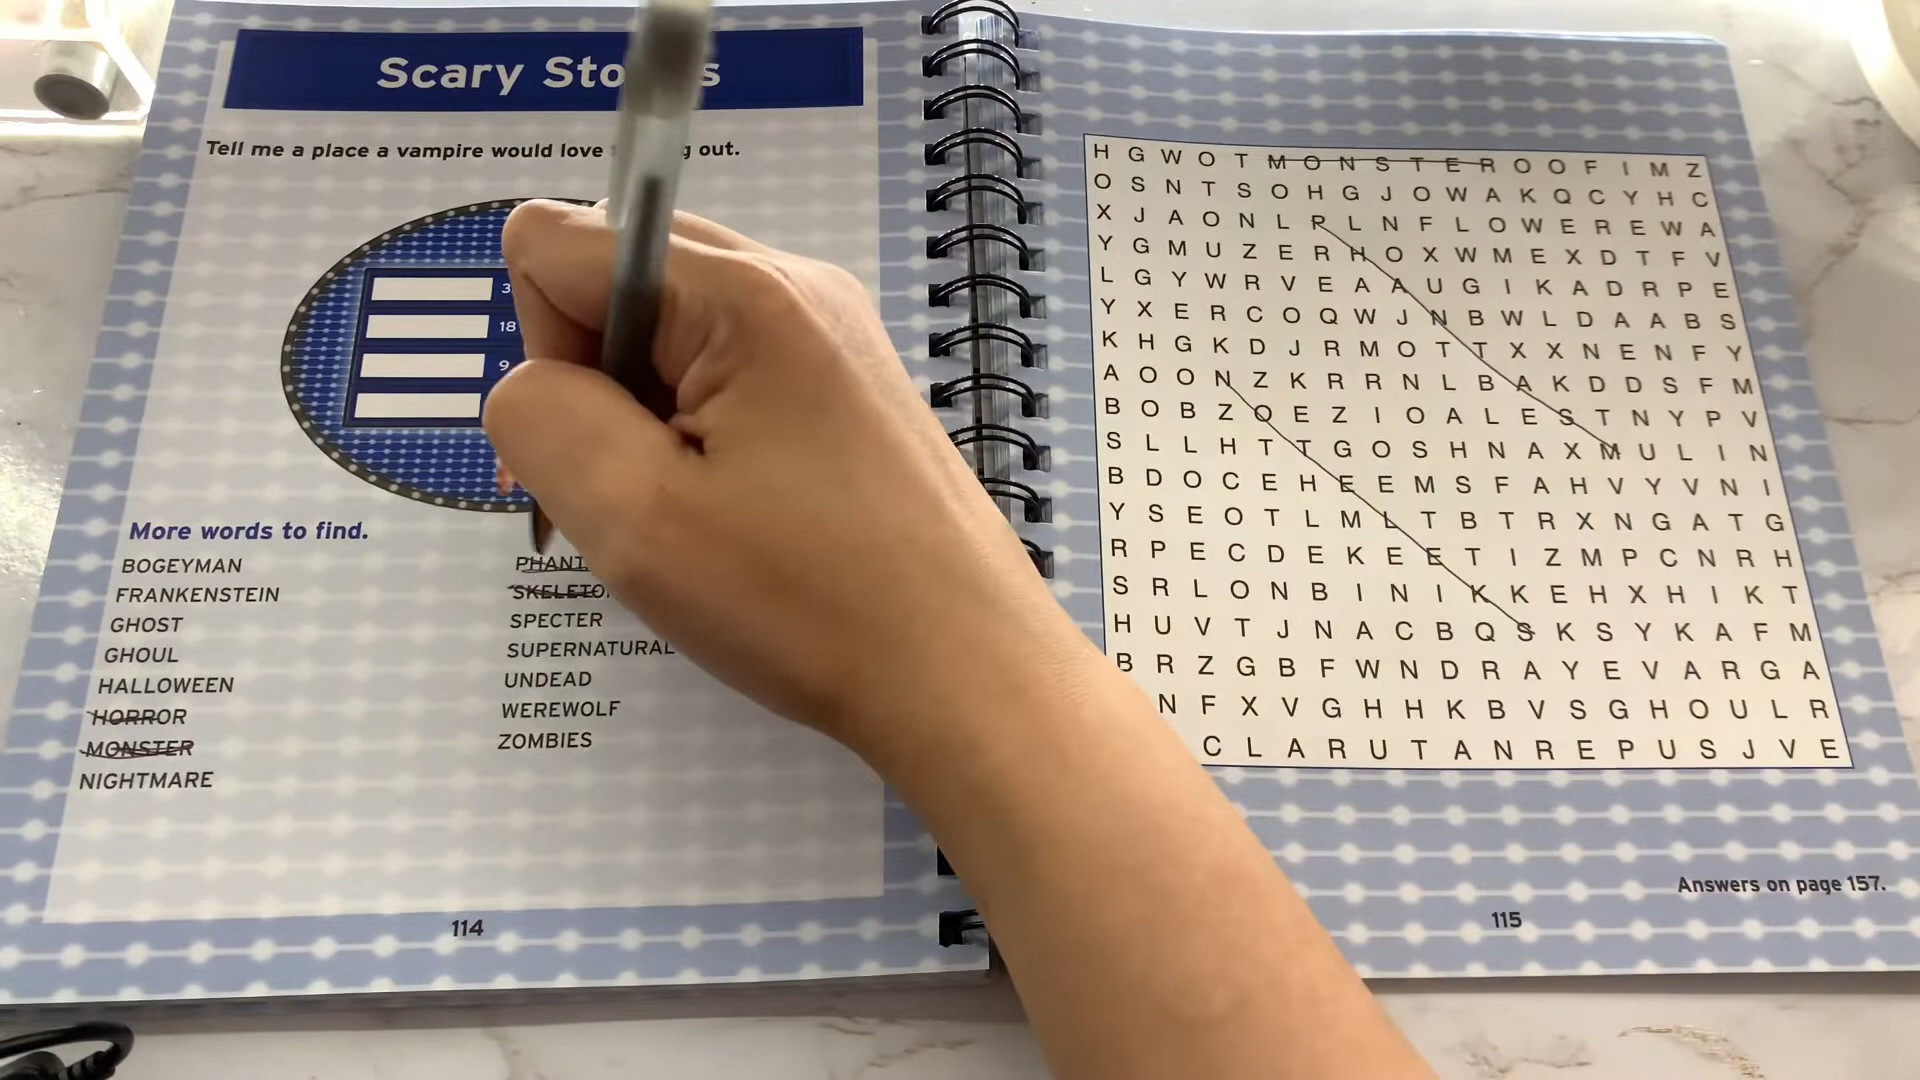 Scary
Tell me a place a vampire would love out.
3
18
9
More words to find.
BOGEYMAN
FRANKENSTEIN
GHOST
GHOUL
HALLOWEEN
HORROR
MONSTER
NIGHTMARE
SPECTER
SUPERNATURAL
UNDEAD
WEREWOLF
ZOMBIES
114
H G W O T M O N S T E R O O F I M Z
O S N T S O H G J O W A K Q C Y H C
X J A O N L P L N F L O W E R E W A
Y G M U Z E R H O X W M E X D T F V
L G Y W R V E A A U G I K A D R P E
Y X E R C O Q W J N B W L D A A B S
K H G K D J R M O T T X X N E N F Y
A O O N Z K R R N L B A K D D S F M
B O B Z O E Z I O A L E S T N Y P V
S L L H T T G O S H N A X M U L I N
B D O C E H E E M S F A H V Y V N I
Y S E O T L M L T B T R X N G A T G
R P E C D E K E E T I Z M P C N R H
S R L O N B I N I K K E H X H I K T
H U V T J N A C B Q S K S Y K A F M
B R Z G B F W N D R A Y E V A R G A
N F X V G H H K B V S G H O U L R
C L A R U T A N R E P U S J V E
Answers on page 157.
115